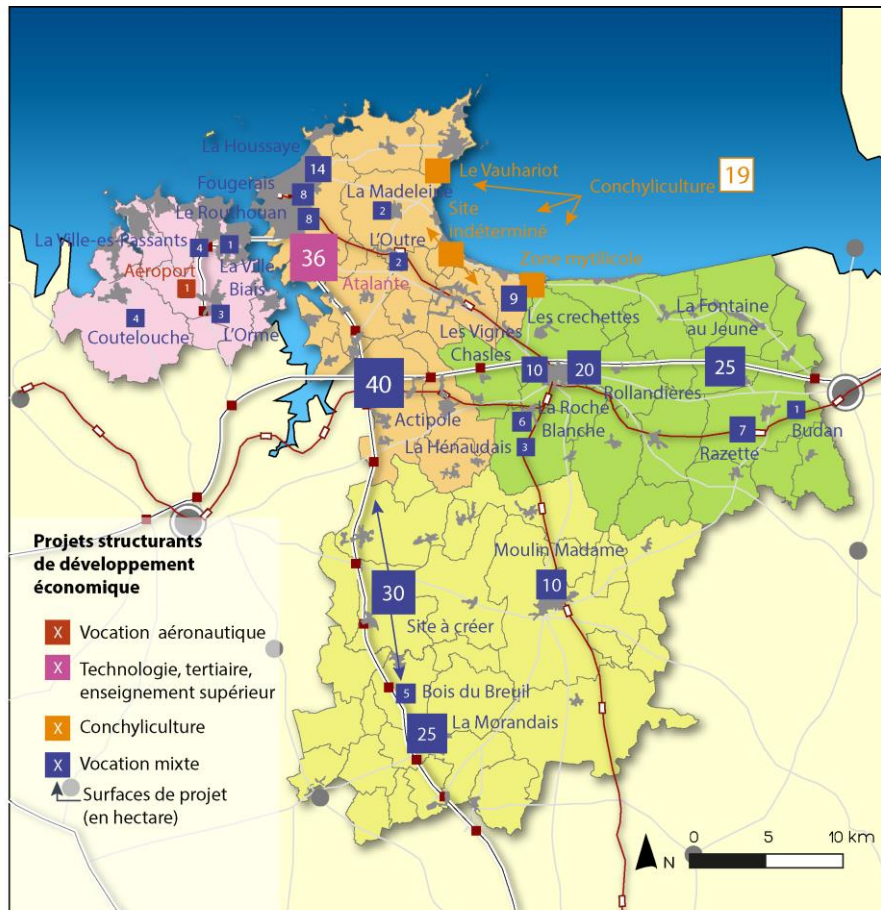 La Houssaye
14
Fougerais
8
Le Vauhariot
Conchyliculture
19
La Madeleine
2
Le Routhouan
8
Site
indéterminé
La Ville-es-Passants
4
1
L'Outre
2
36
Zone mytilicole
Aéroport
1
La Ville
Biais
Atalante
9
Les crechettes
La Fontaine
au Jeune
4
Coutelouche
3
L'Orme
Les Vignes
Chasles
10
20
25
40
Rollandières
Actipole
6
La Roche
Blanche
1
Budan
La Hénaudais
3
7
Razette
Moulin Madame
10
30
Site à créer
5
Bois du Breuil
25
La Morandais
Projets structurants
de développement
économique
X
Vocation aéronautique
X
Technologie, tertiaire,
enseignement supérieur
X
Conchyliculture
X
Vocation mixte
Surfaces de projet
(en hectare)
N
0
5
10 km